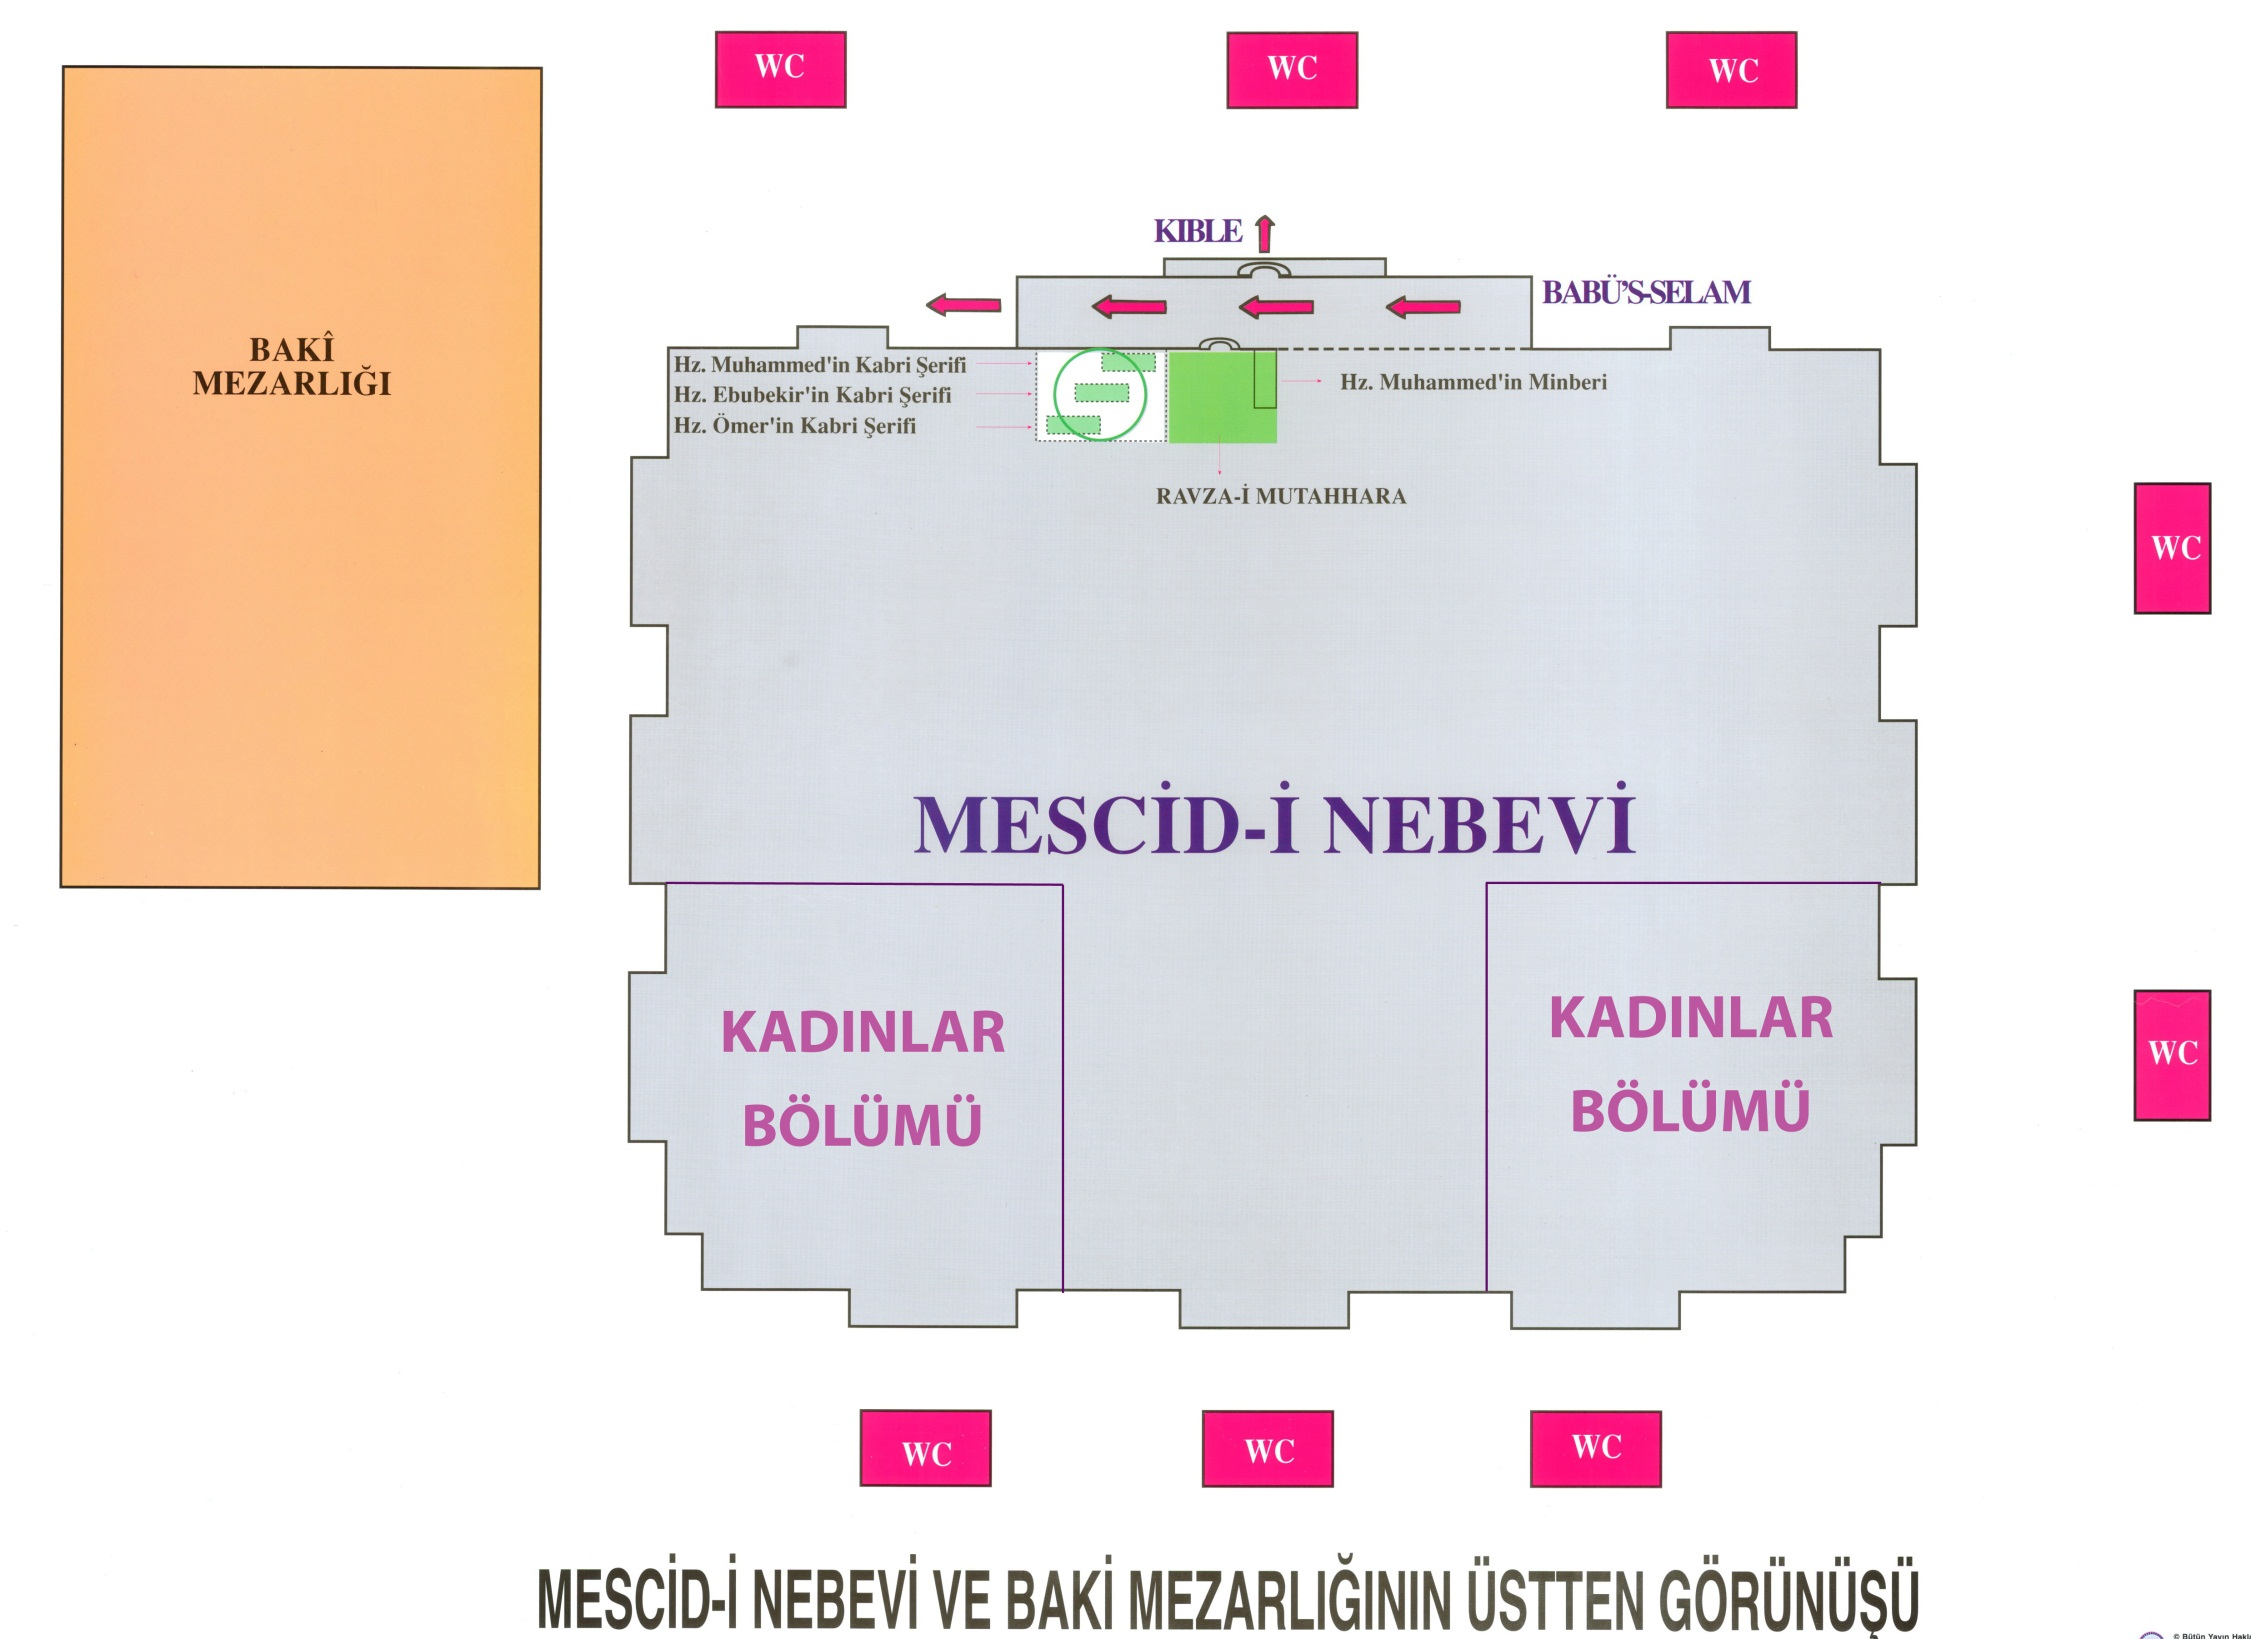 WC
WC
WC
KIBLE
BABÜ'S-SELAM
BAKÎ
MEZARLIĞI
Hz. Muhammed'in Kabri Şerifi
Hz. Ebubekir'in Kabri Şerifi
Hz. Ömer'in Kabri Şerifi
Hz. Muhammed'in Minberi
RAVZA-İ MUTAHHARA
WC
MESCİD-İ NEBEVİ
KADINLAR
BÖLÜMÜ
KADINLAR
BÖLÜMÜ
WC
WC
WC
WC
MESCİD-İ NEBEVİ VE BAKİ MEZARLIĞININ ÜSTTEN GÖRÜNÜŞÜ
© Bütün Yayın